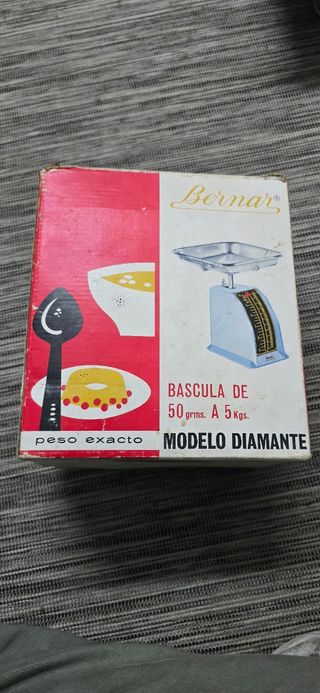 Bernar®
BASCULA DE
50 grms. A 5 Kgs.
peso exacto
MODELO DIAMANTE